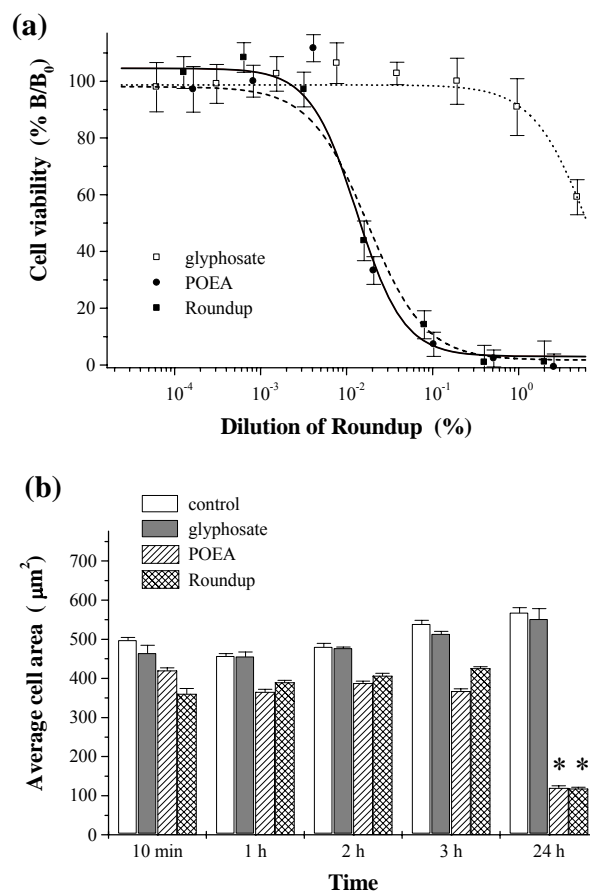 (a)
Cell viability (% B/B₀)
120
100
80
60
40
20
0
glyphosate
POEA
Roundup
10⁻⁴
10⁻³
10⁻²
10⁻¹
10⁰
Dilution of Roundup (%)
(b)
control
glyphosate
POEA
Roundup
Average cell area ( μm²)
700
600
500
400
300
200
100
0
* *
10 min
1 h
2 h
3 h
24 h
Time